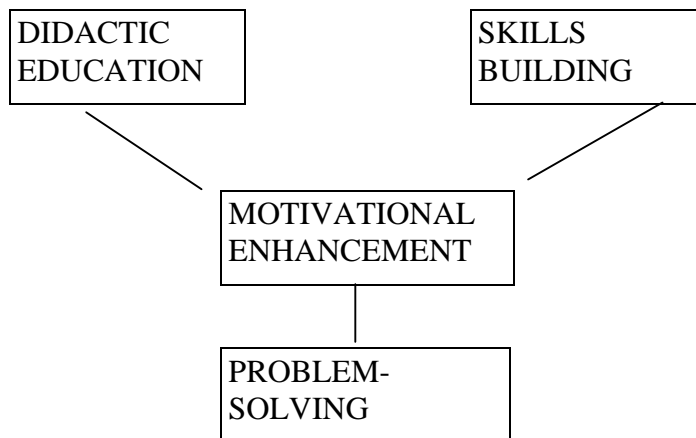 DIDACTIC
EDUCATION
SKILLS
BUILDING
MOTIVATIONAL
ENHANCEMENT
PROBLEM-
SOLVING